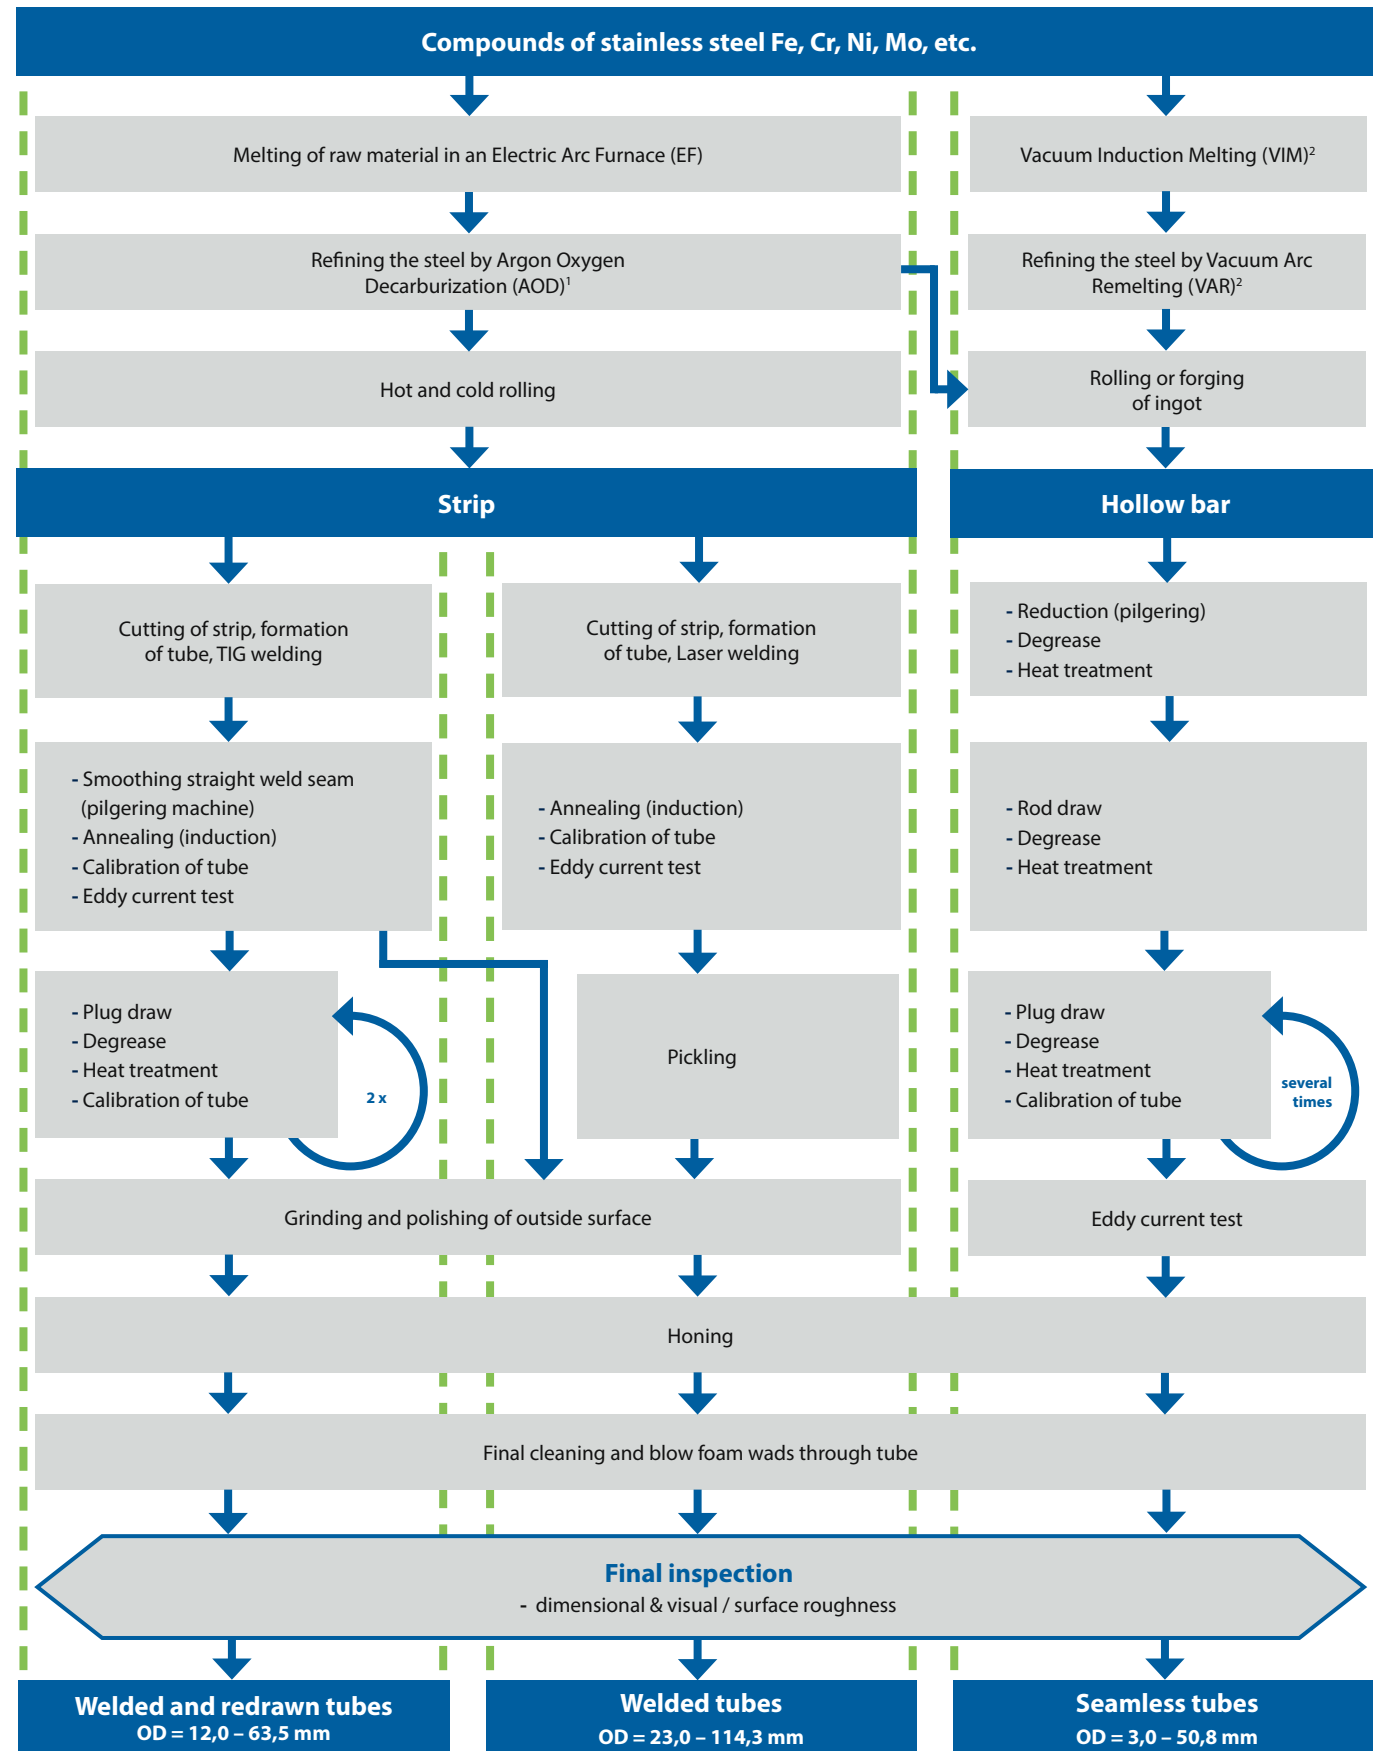 Compounds of stainless steel Fe, Cr, Ni, Mo, etc.
Melting of raw material in an Electric Arc Furnace (EF)
Vacuum Induction Melting (VIM)²
Refining the steel by Argon Oxygen
Decarburization (AOD)¹
Refining the steel by Vacuum Arc
Remelting (VAR)²
Hot and cold rolling
Rolling or forging
of ingot
Strip
Hollow bar
Cutting of strip, formation
of tube, TIG welding
Cutting of strip, formation
of tube, Laser welding
- Reduction (pilgering)
- Degrease
- Heat treatment
- Smoothing straight weld seam
(pilgering machine)
- Annealing (induction)
- Calibration of tube
- Eddy current test
- Annealing (induction)
- Calibration of tube
- Eddy current test
- Rod draw
- Degrease
- Heat treatment
- Plug draw
- Degrease
- Heat treatment
- Calibration of tube
2 x
Pickling
- Plug draw
- Degrease
- Heat treatment
- Calibration of tube
several
times
Grinding and polishing of outside surface
Eddy current test
Honing
Final cleaning and blow foam wads through tube
Final inspection
- dimensional & visual / surface roughness
Welded and redrawn tubes
OD = 12,0 – 63,5 mm
Welded tubes
OD = 23,0 – 114,3 mm
Seamless tubes
OD = 3,0 – 50,8 mm